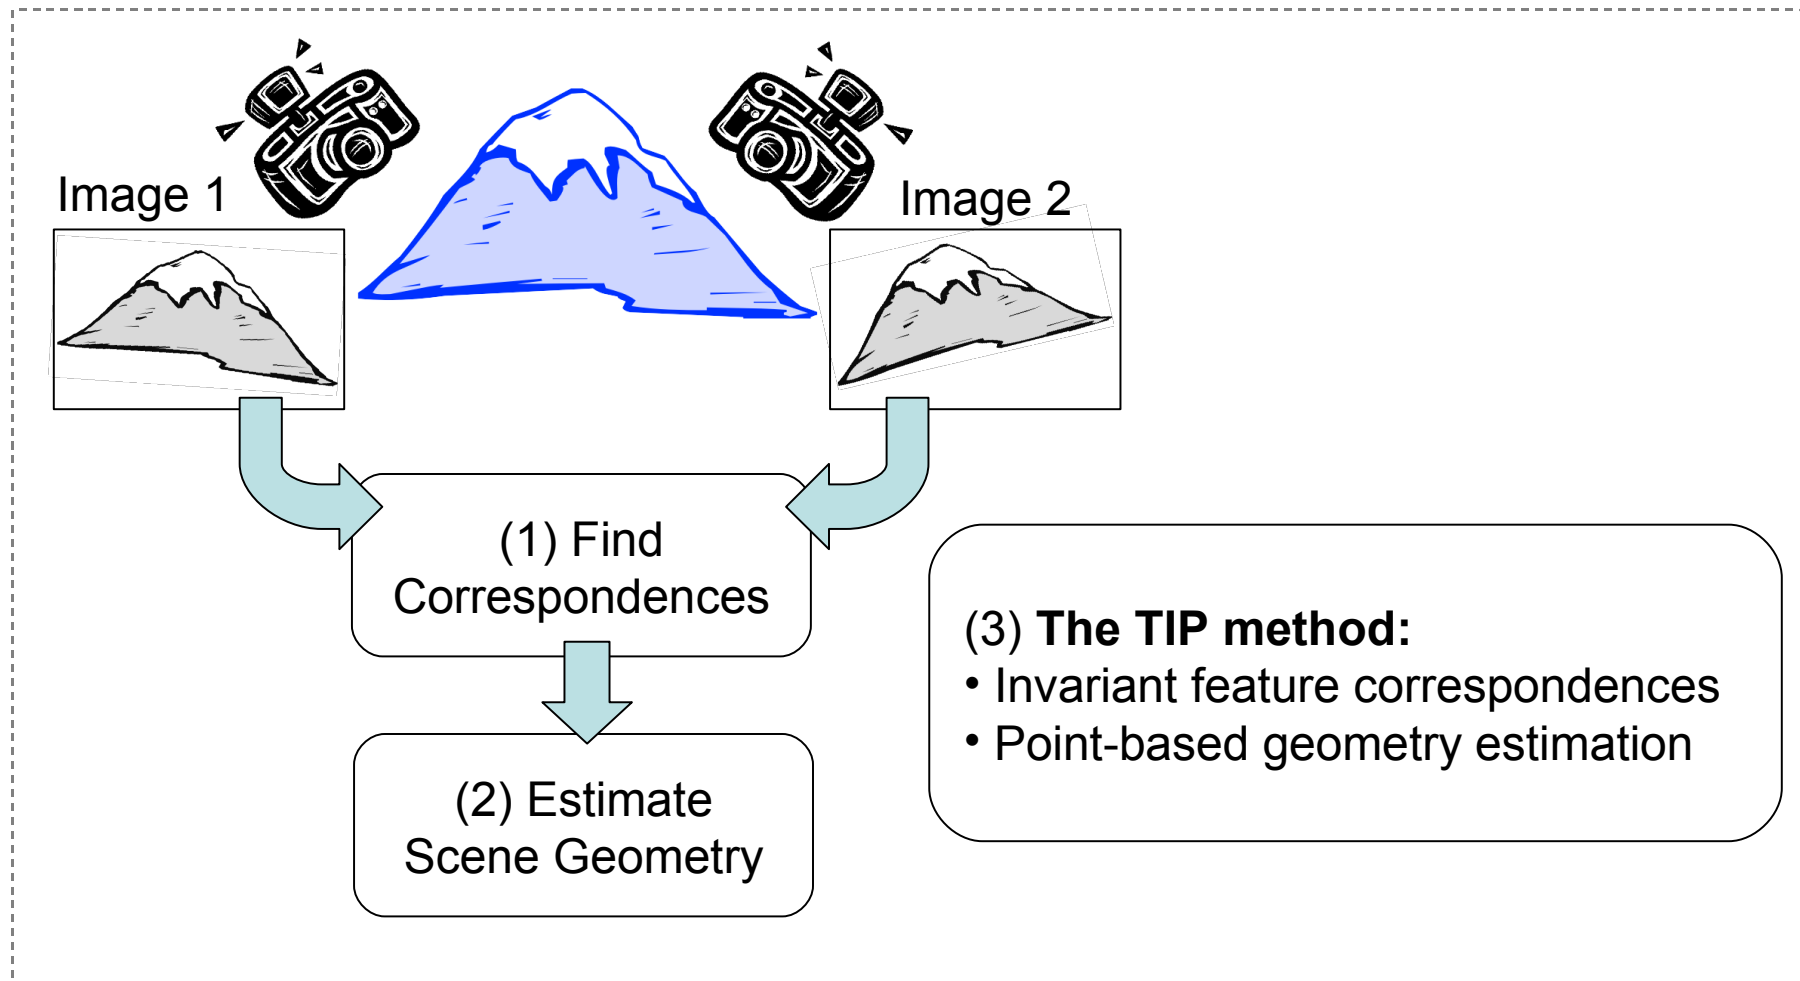 Image 1
Image 2
(1) Find
Correspondences
(2) Estimate
Scene Geometry
(3) The TIP method:
• Invariant feature correspondences
• Point-based geometry estimation